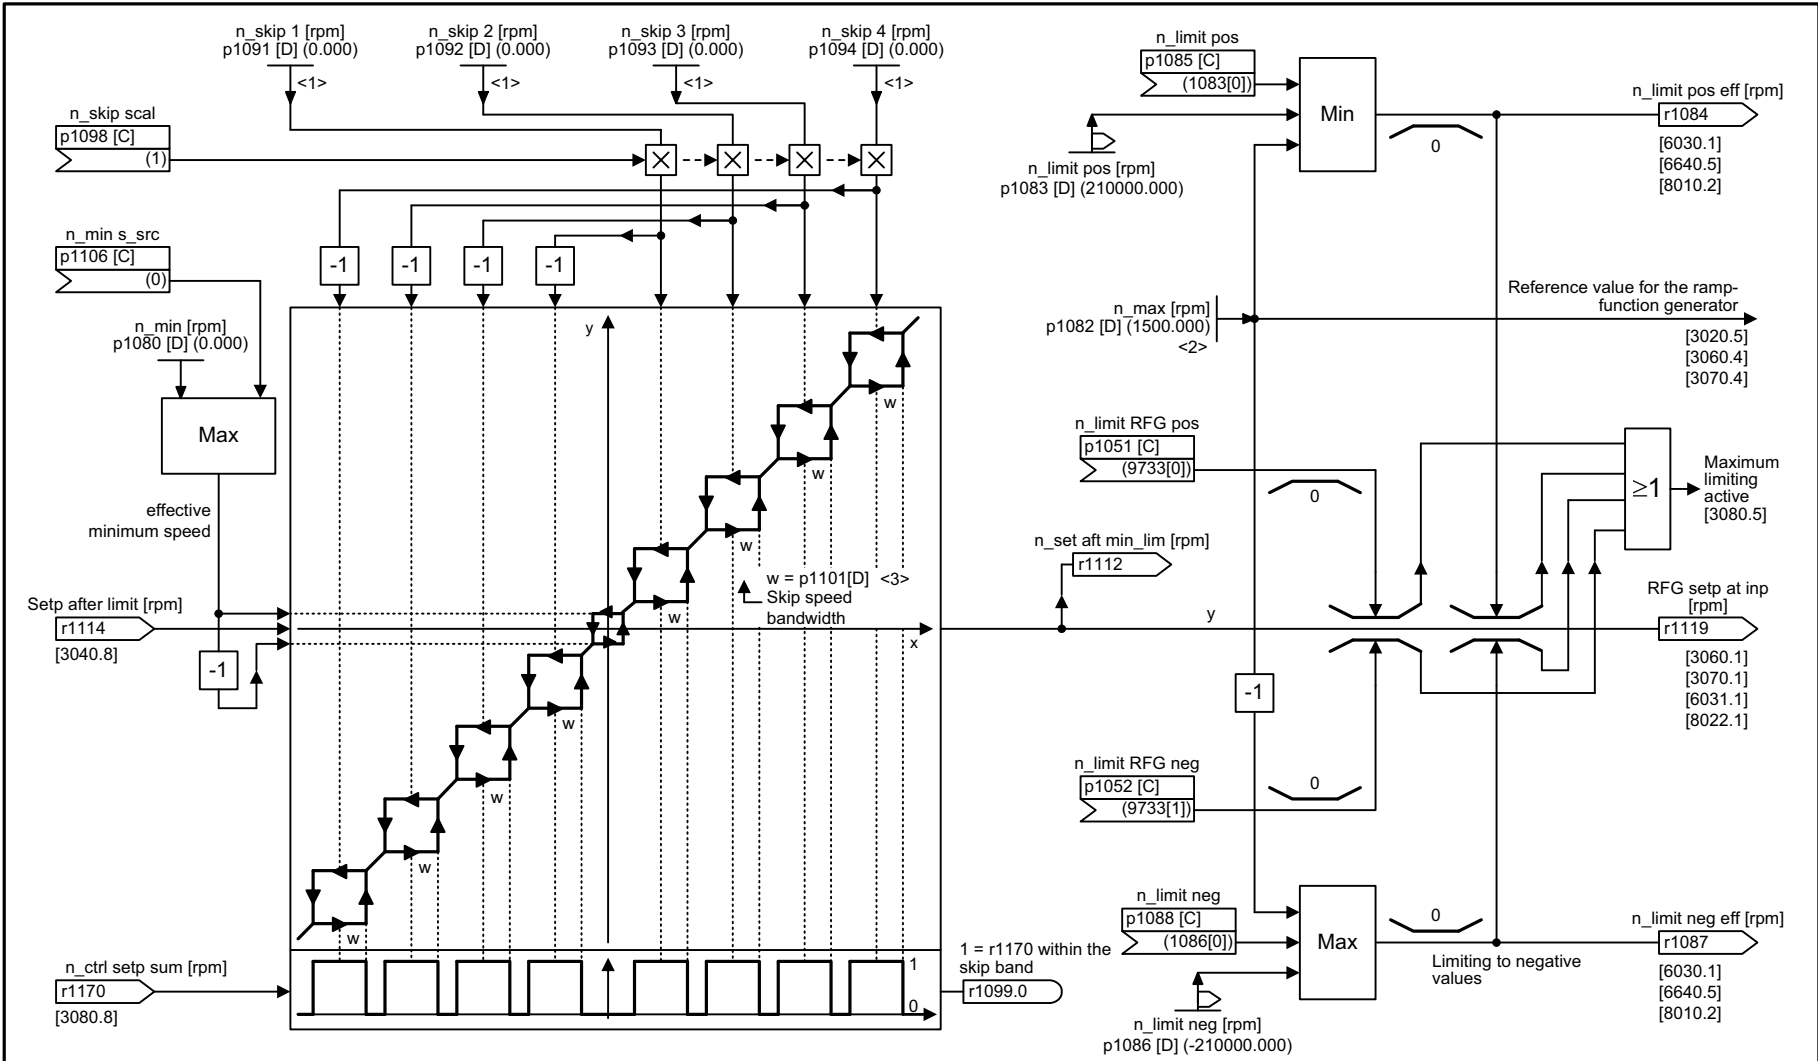 n_skip 1 [rpm]
p1091 [D] (0.000)
<1>
n_skip 2 [rpm]
p1092 [D] (0.000)
<1>
n_skip 3 [rpm]
p1093 [D] (0.000)
<1>
n_skip 4 [rpm]
p1094 [D] (0.000)
<1>
n_skip scal
p1098 [C]
(1)
n_min s_src
p1106 [C]
(0)
-1
-1
-1
-1
n_min [rpm]
p1080 [D] (0.000)
Max
effective
minimum speed
Setp after limit [rpm]
r1114
[3040.8]
-1
y
x
w
w
w
w
w
w
w
w
w = p1101[D] <3>
Skip speed
bandwidth
n_ctrl setp sum [rpm]
r1170
[3080.8]
1
0
1 = r1170 within the
skip band
r1099.0
n_limit pos
p1085 [C]
(1083[0])
n_limit pos [rpm]
p1083 [D] (210000.000)
Min
0
n_limit pos eff [rpm]
r1084
[6030.1]
[6640.5]
[8010.2]
n_max [rpm]
p1082 [D] (1500.000)
<2>
Reference value for the ramp-
function generator
[3020.5]
[3060.4]
[3070.4]
n_limit RFG pos
p1051 [C]
(9733[0])
0
≥1
Maximum
limiting
active
[3080.5]
n_set aft min_lim [rpm]
r1112
y
RFG setp at inp
[rpm]
r1119
[3060.1]
[3070.1]
[6031.1]
[8022.1]
-1
n_limit RFG neg
p1052 [C]
(9733[1])
0
n_limit neg
p1088 [C]
(1086[0])
n_limit neg [rpm]
p1086 [D] (-210000.000)
Max
0
Limiting to negative
values
n_limit neg eff [rpm]
r1087
[6030.1]
[6640.5]
[8010.2]